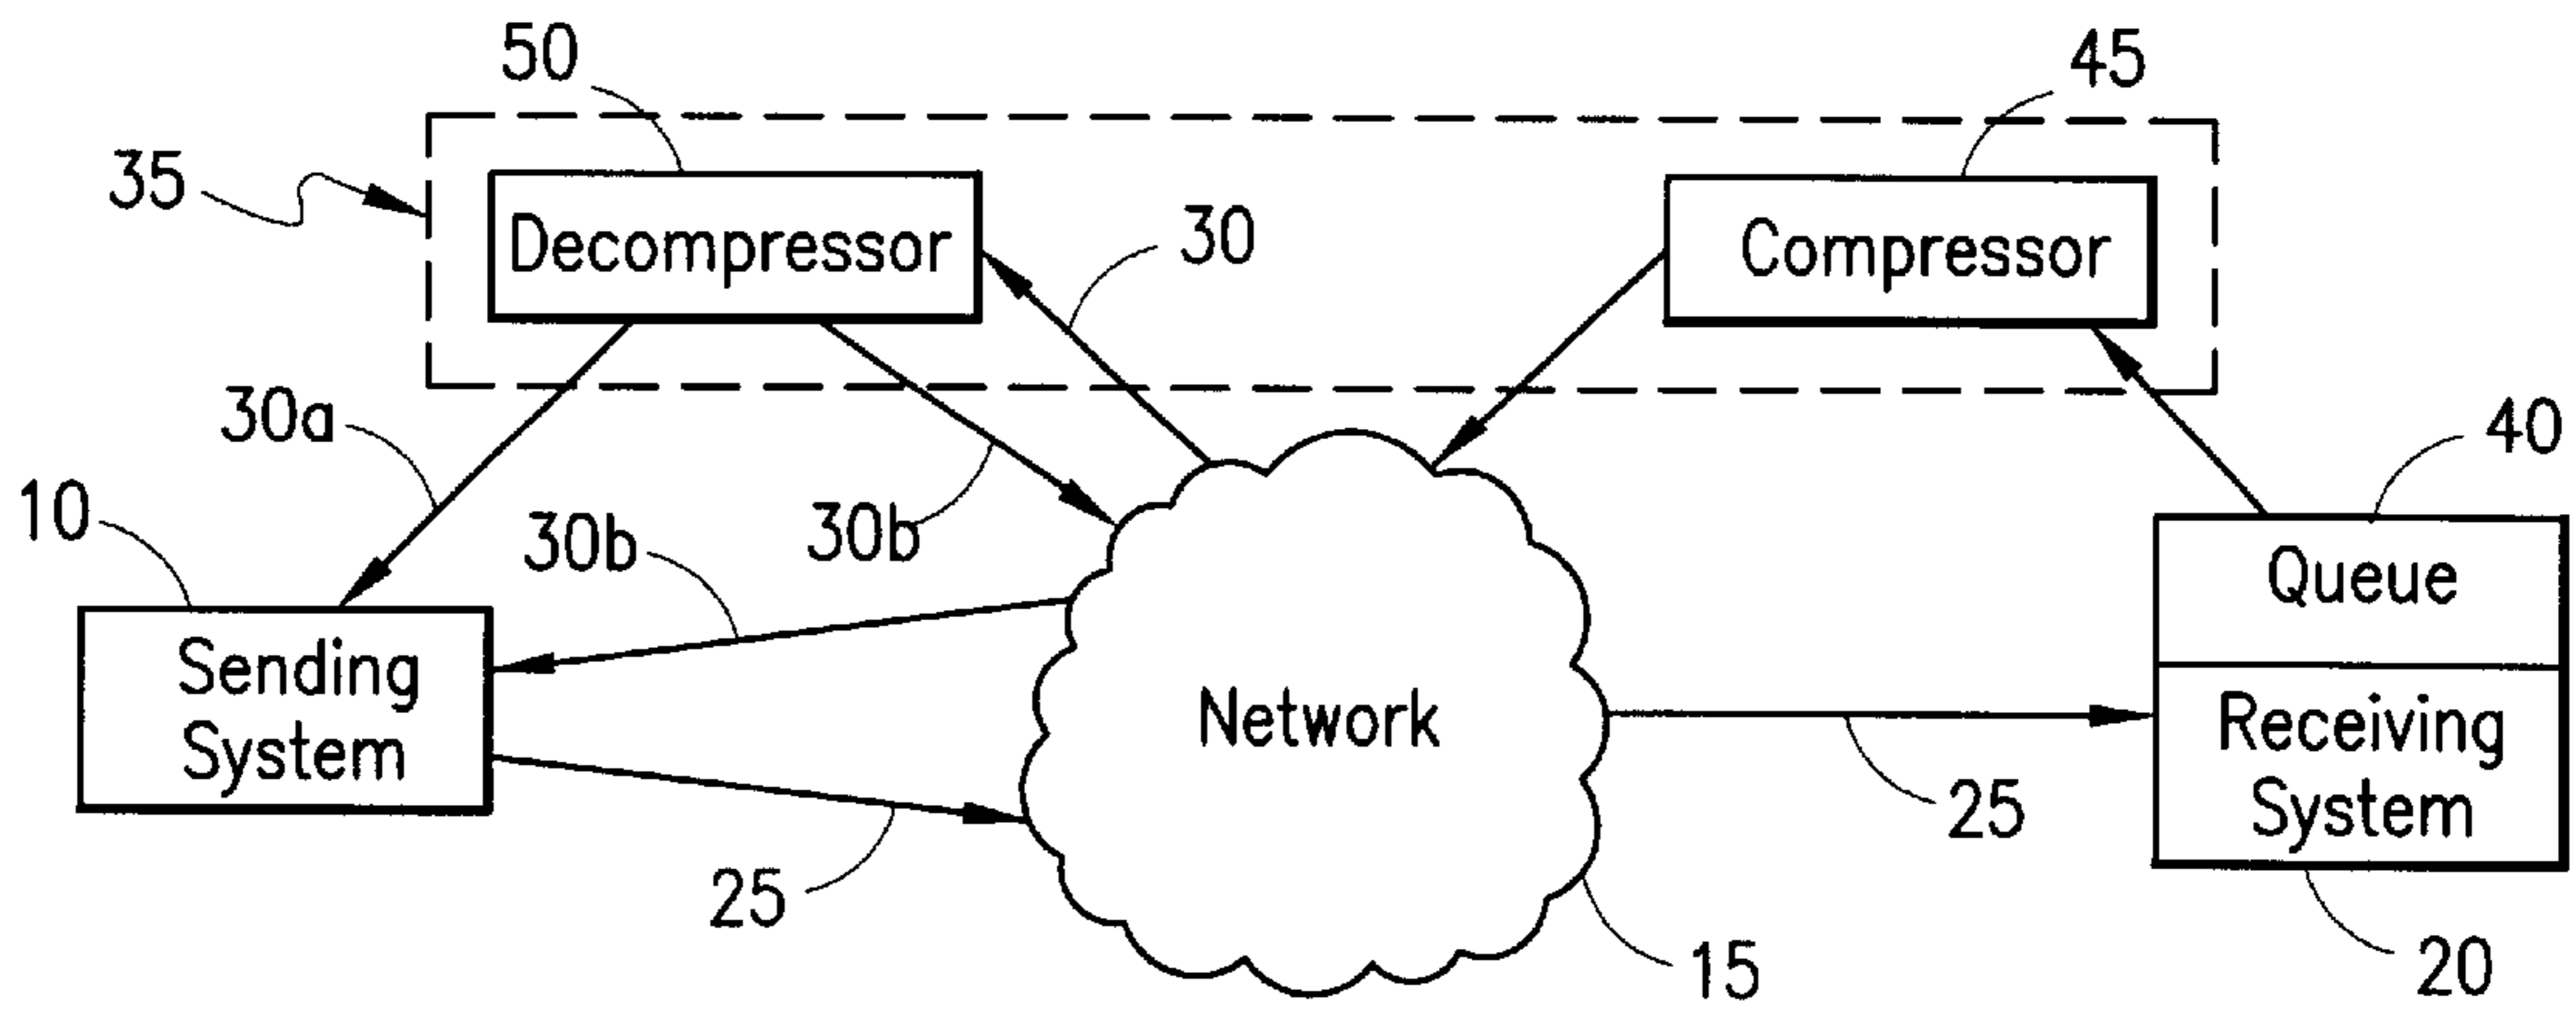 50
45
35
Decompressor
30
Compressor
30a
40
10
30b
30b
Queue
Sending
System
Network
Receiving
System
25
25
15
20